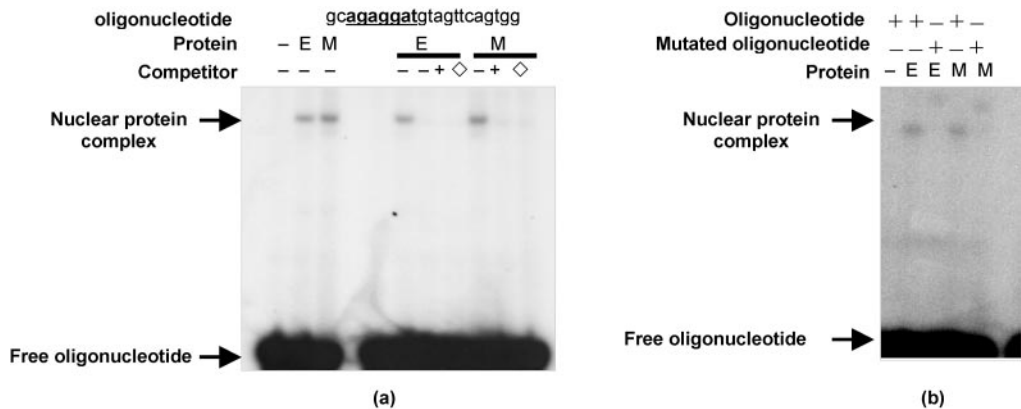 oligonucleotide gcagaggatgtagttcagtgg
Protein – E M E M
Competitor – – – – – + ◇ – + ◇
Nuclear protein
complex
Free oligonucleotide
(a)
Oligonucleotide + + – + –
Mutated oligonucleotide – – + – +
Protein – E E M M
Nuclear protein
complex
Free oligonucleotide
(b)